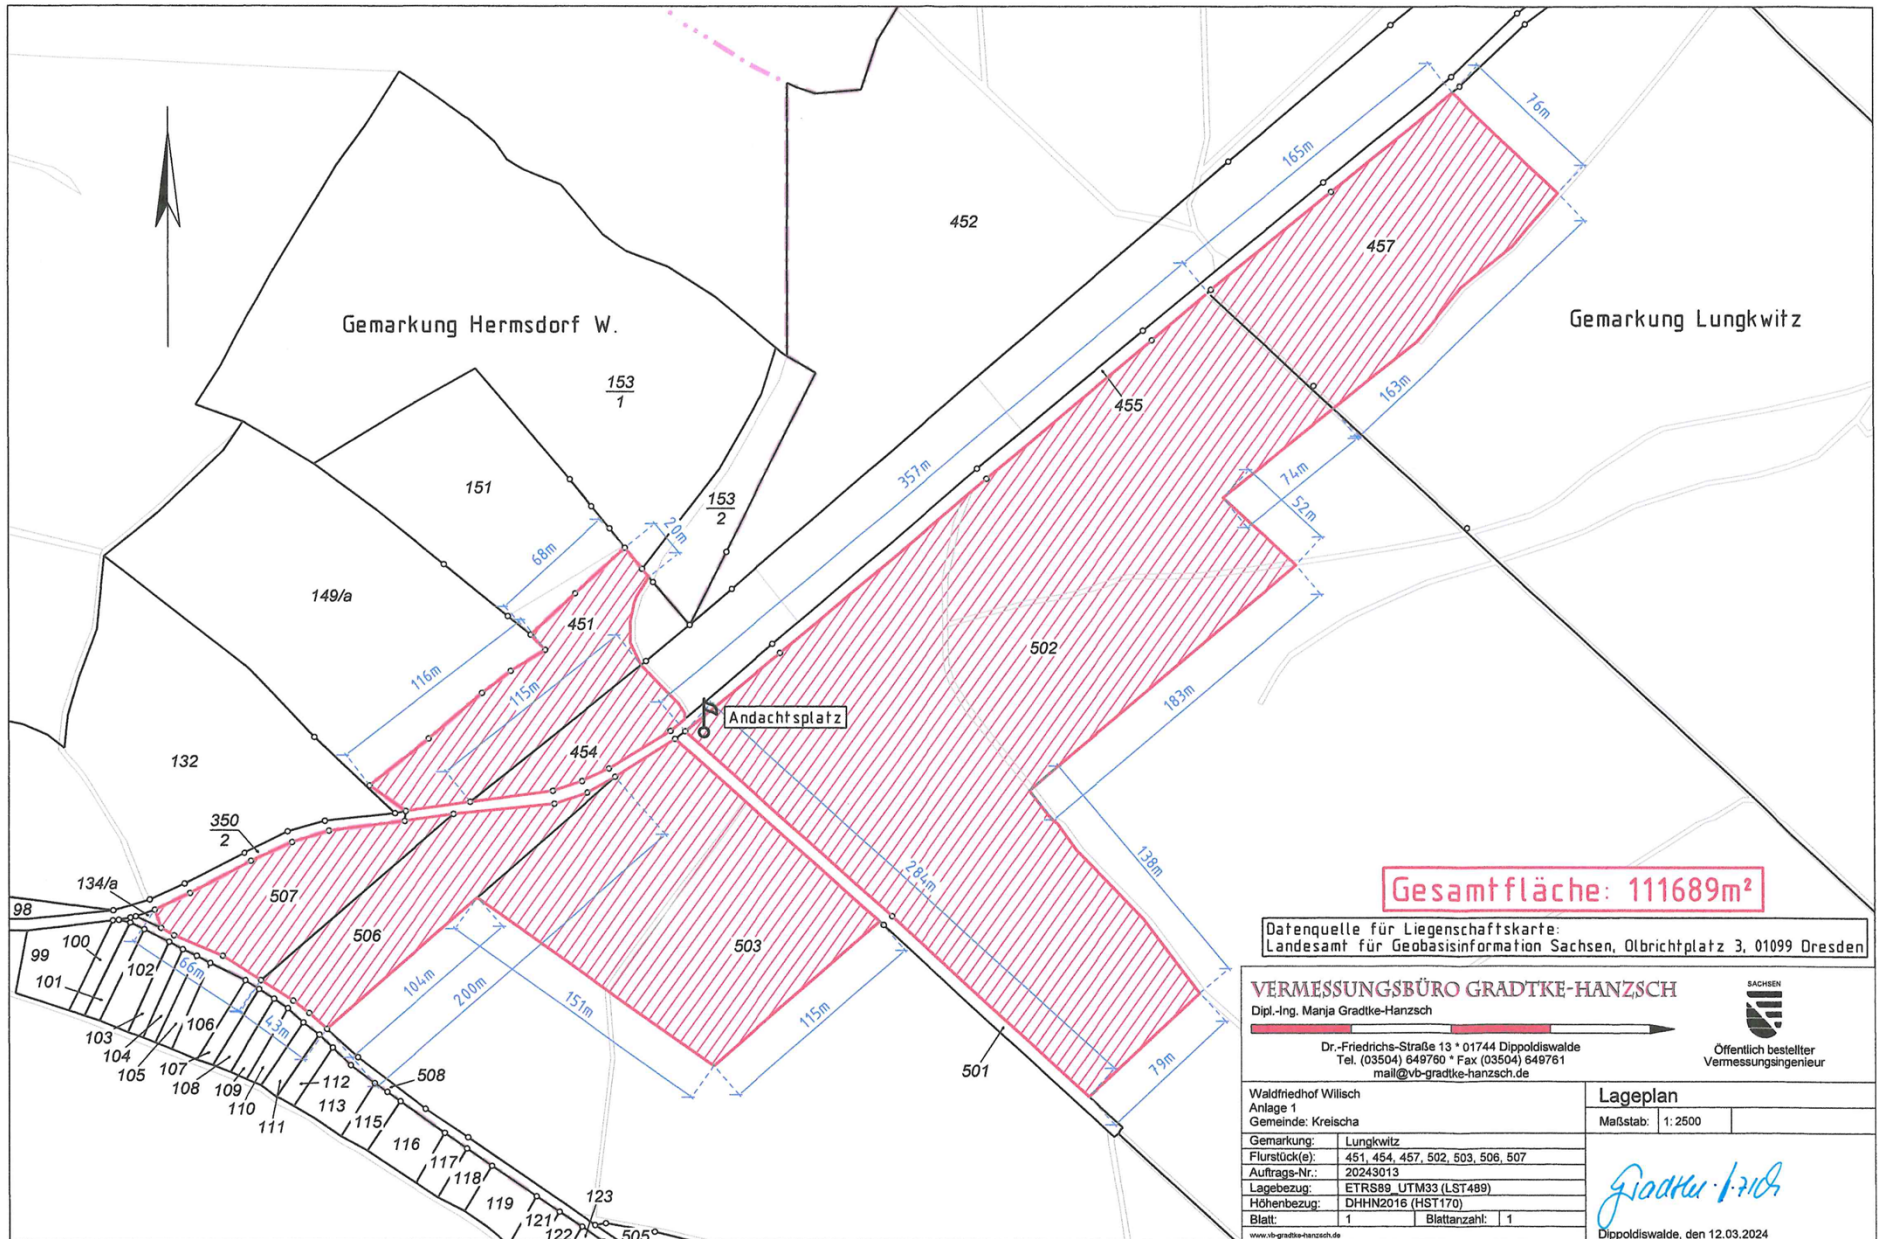 Gemarkung Hermsdorf W.
Gemarkung Lungkwitz
452
457
455
153
1
153
2
151
149/a
132
451
454
502
503
506
507
501
350
2
134/a
98
99
100
101
102
103
104
105
106
107
108
109
110
111
112
113
115
116
117
118
119
121
122
123
505
508
76m
165m
163m
357m
74m
52m
20m
68m
116m
115m
183m
138m
284m
79m
66m
43m
104m
200m
151m
115m
Andachtsplatz
Gesamtfläche: 111689m²
Datenquelle für Liegenschaftskarte:
Landesamt für Geobasisinformation Sachsen, Olbrichtplatz 3, 01099 Dresden
VERMESSUNGSBÜRO GRADTKE-HANZSCH
Dipl.-Ing. Manja Gradtke-Hanzsch
Dr.-Friedrichs-Straße 13 * 01744 Dippoldiswalde
Tel. (03504) 649760 * Fax (03504) 649761
mail@vb-gradtke-hanzsch.de
SACHSEN
Öffentlich bestellter
Vermessungsingenieur
Waldfriedhof Wilisch
Anlage 1
Gemeinde: Kreischa
Lageplan
Maßstab: 1: 2500
Gemarkung: Lungkwitz
Flurstück(e): 451, 454, 457, 502, 503, 506, 507
Auftrags-Nr.: 20243013
Lagebezug: ETRS89_UTM33 (LST489)
Höhenbezug: DHHN2016 (HST170)
Blatt: 1 Blattanzahl: 1
www.vb-gradtke-hanzsch.de
Dippoldiswalde, den 12.03.2024